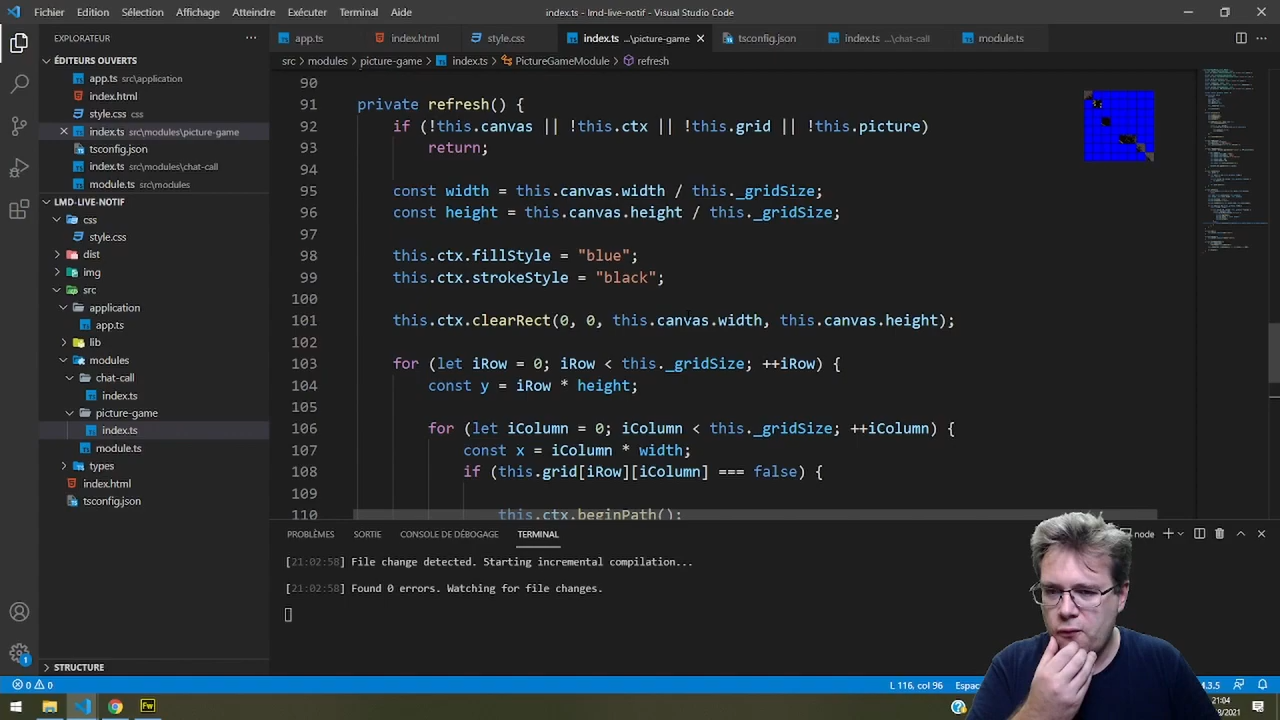 Fichier Édition Sélection Affichage Atteindre Exécuter Terminal Aide index.ts - lmd-live-notif - Visual Studio Code
EXPLORATEUR ···
app.ts index.html style.css index.ts ...\picture-game tsconfig.json index.ts ...\chat-call module.ts
ÉDITEURS OUVERTS
app.ts src\application
index.html
style.css css
index.ts src\modules\picture-game
tsconfig.json
index.ts src\modules\chat-call
module.ts src\modules
LMD-LIVE-NOTIF
css
style.css
dist
img
src
application
app.ts
lib
modules
chat-call
index.ts
picture-game
index.ts
module.ts
types
index.html
tsconfig.json
STRUCTURE
src > modules > picture-game > index.ts > PictureGameModule > refresh
90
91 private refresh() {
92 if (!this.canvas || !this.ctx || !this.grid || !this.picture)
93 return;
94
95 const width = this.canvas.width / this._gridSize;
96 const height = this.canvas.height / this._gridSize;
97
98 this.ctx.fillStyle = "blue";
99 this.ctx.strokeStyle = "black";
100
101 this.ctx.clearRect(0, 0, this.canvas.width, this.canvas.height);
102
103 for (let iRow = 0; iRow < this._gridSize; ++iRow) {
104 const y = iRow * height;
105
106 for (let iColumn = 0; iColumn < this._gridSize; ++iColumn) {
107 const x = iColumn * width;
108 if (this.grid[iRow][iColumn] === false) {
109
110 this.ctx.beginPath();
PROBLÈMES SORTIE CONSOLE DE DÉBOGAGE TERMINAL node
[21:02:58] File change detected. Starting incremental compilation...
[21:02:58] Found 0 errors. Watching for file changes.
0 0 L 116, col 96 Espac 4.3.5
1
Fw 21:04
/2021